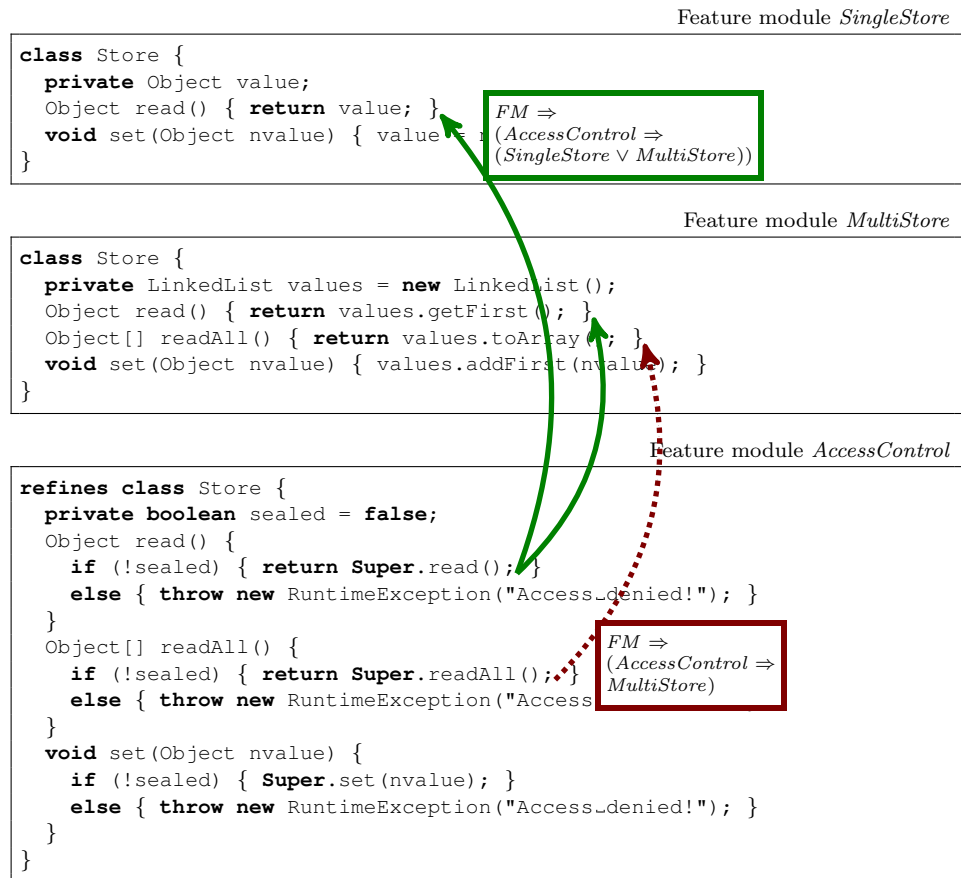 Feature module SingleStore
class Store {
private Object value;
Object read() { return value; }
void set(Object nvalue) { value = n
}
FM ⇒
(AccessControl ⇒
(SingleStore ∨ MultiStore))
Feature module MultiStore
class Store {
private LinkedList values = new LinkedList();
Object read() { return values.getFirst(); }
Object[] readAll() { return values.toArray(); }
void set(Object nvalue) { values.addFirst(nvalue); }
}
Feature module AccessControl
refines class Store {
private boolean sealed = false;
Object read() {
if (!sealed) { return Super.read(); }
else { throw new RuntimeException("Access␣denied!"); }
}
Object[] readAll() {
if (!sealed) { return Super.readAll(); }
else { throw new RuntimeException("Access
}
FM ⇒
(AccessControl ⇒
MultiStore)
void set(Object nvalue) {
if (!sealed) { Super.set(nvalue); }
else { throw new RuntimeException("Access␣denied!"); }
}
}